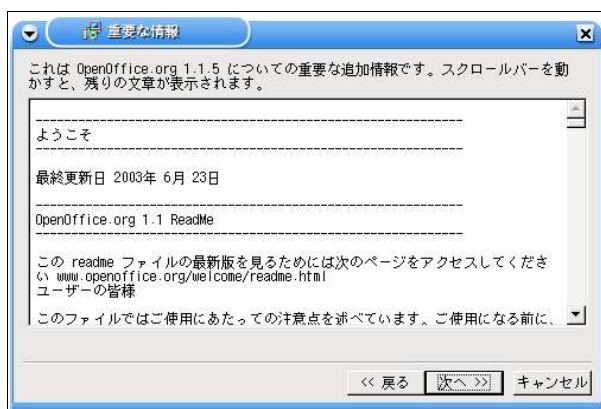 重要な情報
これは OpenOffice.org 1.1.5 についての重要な追加情報です。スクロールバーを動
かすと、残りの文章が表示されます。
------------------------------------------------------------
ようこそ
------------------------------------------------------------
最終更新日 2003年 6月 23日
------------------------------------------------------------
OpenOffice.org 1.1 ReadMe
------------------------------------------------------------
この readme ファイルの最新版を見るためには次のページをアクセスしてくださ
い www.openoffice.org/welcome/readme.html
ユーザーの皆様
このファイルではご使用にあたっての注意点を述べています。ご使用になる前に、
<< 戻る 次へ >> キャンセル